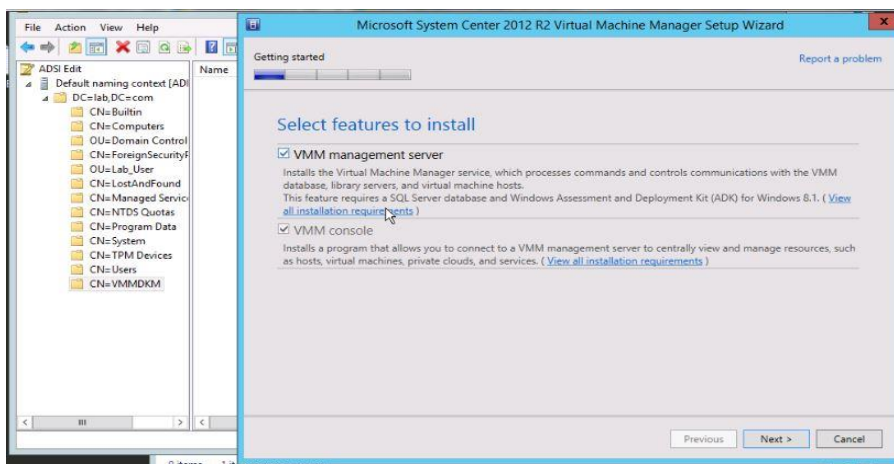 File Action View Help
ADSI Edit
Default naming context [ADI
DC=lab,DC=com
CN=Builtin
CN=Computers
OU=Domain Control
CN=ForeignSecurityP
OU=Lab_User
CN=LostAndFound
CN=Managed Servic
CN=NTDS Quotas
CN=Program Data
CN=System
CN=TPM Devices
CN=Users
CN=VMMDKM
Name
Microsoft System Center 2012 R2 Virtual Machine Manager Setup Wizard
Getting started
Report a problem
Select features to install
VMM management server
Installs the Virtual Machine Manager service, which processes commands and controls communications with the VMM
database, library servers, and virtual machine hosts.
This feature requires a SQL Server database and Windows Assessment and Deployment Kit (ADK) for Windows 8.1. ( View
all installation requirements )
VMM console
Installs a program that allows you to connect to a VMM management server to centrally view and manage resources, such
as hosts, virtual machines, private clouds, and services. ( View all installation requirements )
Previous Next > Cancel